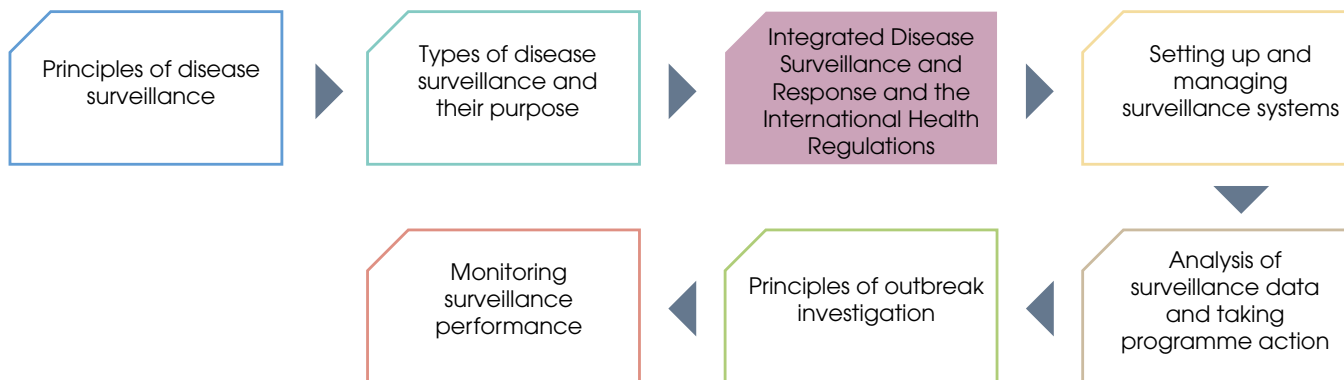 Principles of disease
surveillance
Types of disease
surveillance and
their purpose
Integrated Disease
Surveillance and
Response and the
International Health
Regulations
Setting up and
managing
surveillance systems
Analysis of
surveillance data
and taking
programme action
Principles of outbreak
investigation
Monitoring
surveillance
performance